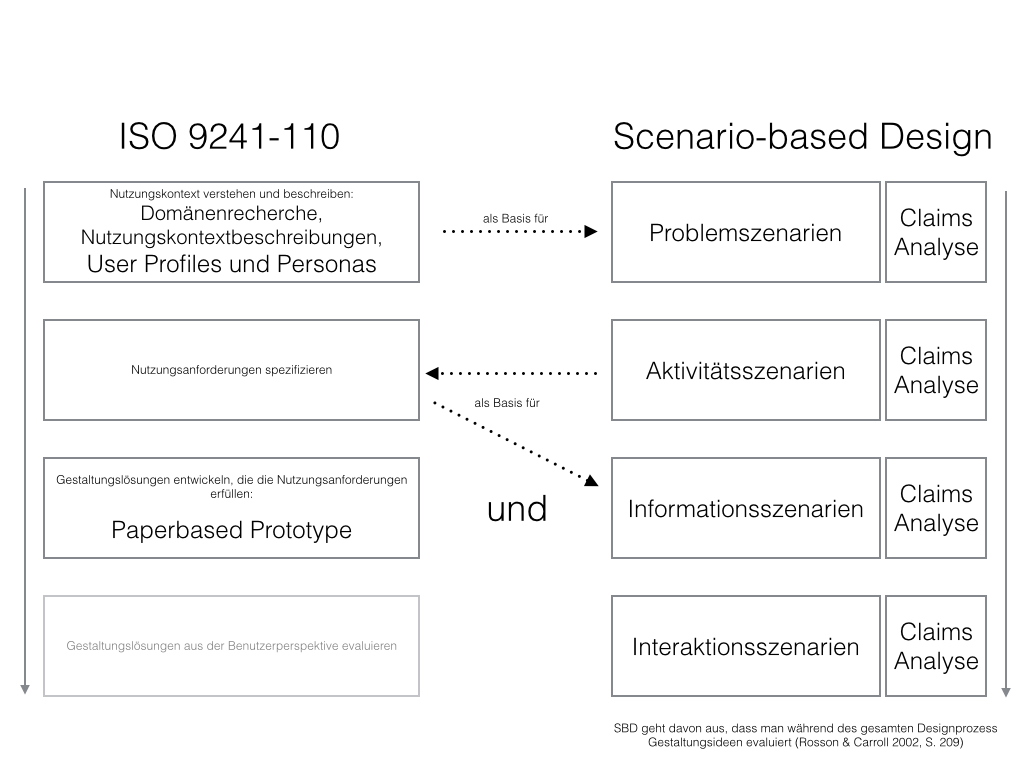 ISO 9241-110
Scenario-based Design
Nutzungskontext verstehen und beschreiben:
Domänenrecherche,
Nutzungskontextbeschreibungen,
User Profiles und Personas
als Basis für
Problemszenarien
Claims
Analyse
Nutzungsanforderungen spezifizieren
als Basis für
Aktivitätsszenarien
Claims
Analyse
Gestaltungslösungen entwickeln, die die Nutzungsanforderungen
erfüllen:
Paperbased Prototype
und
Informationsszenarien
Claims
Analyse
Gestaltungslösungen aus der Benutzerperspektive evaluieren
Interaktionsszenarien
Claims
Analyse
SBD geht davon aus, dass man während des gesamten Designprozess
Gestaltungsideen evaluiert (Rosson & Carroll 2002, S. 209)